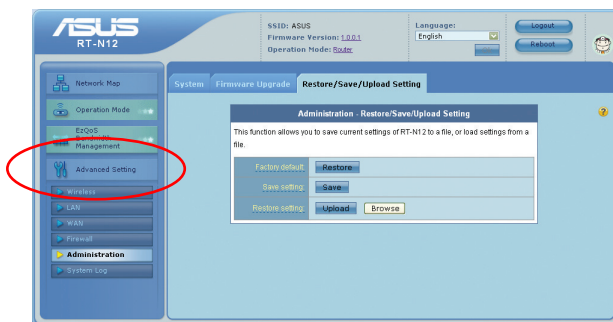 ASUS
RT-N12
SSID: ASUS
Firmware Version: 1.0.0.1
Operation Mode: Router
Language:
English
Logout
Reboot
Network Map
Operation Mode
EzQoS
Bandwidth
Management
Advanced Setting
Wireless
LAN
WAN
Firewall
Administration
System Log
System Firmware Upgrade Restore/Save/Upload Setting
Administration - Restore/Save/Upload Setting
This function allows you to save current settings of RT-N12 to a file, or load settings from a
file.
Factory default: Restore
Save setting: Save
Restore setting: Upload Browse
?